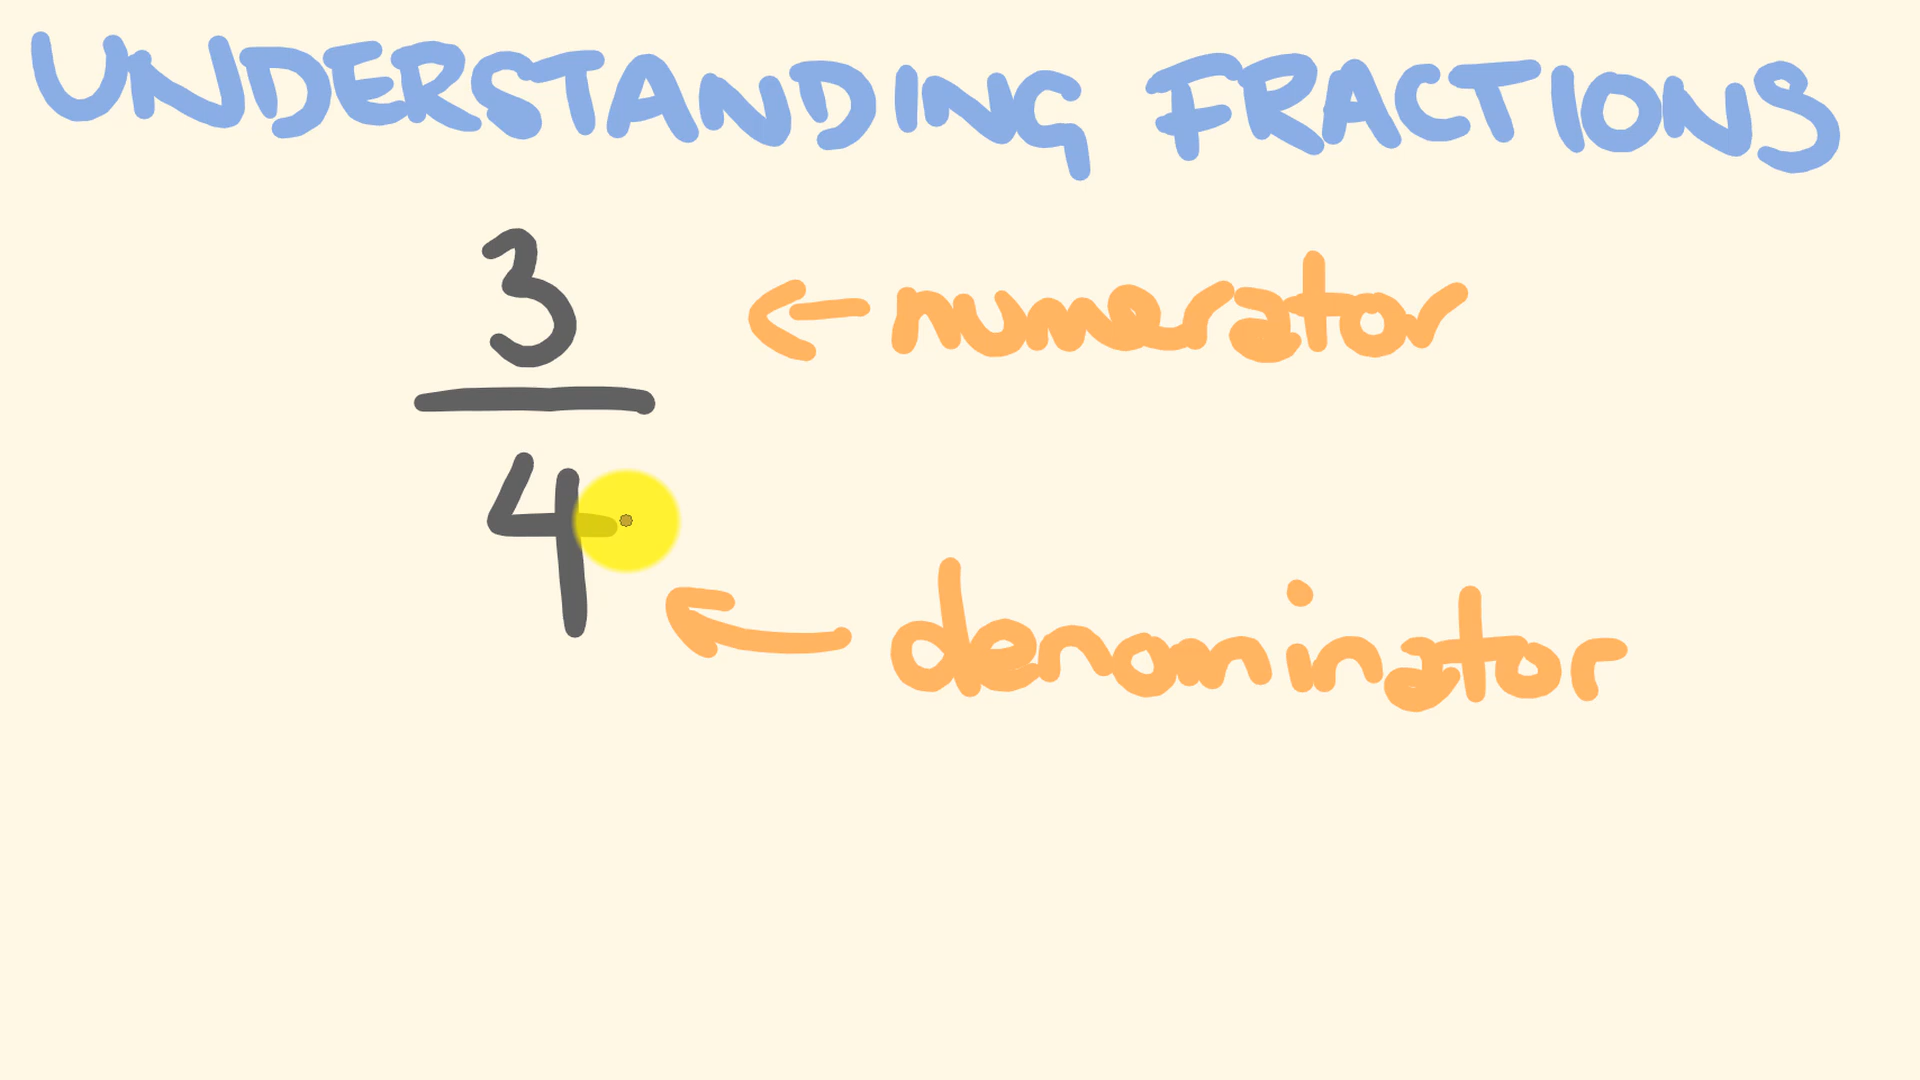 UNDERSTANDING FRACTIONS
3 ← numerator
4 ← denominator